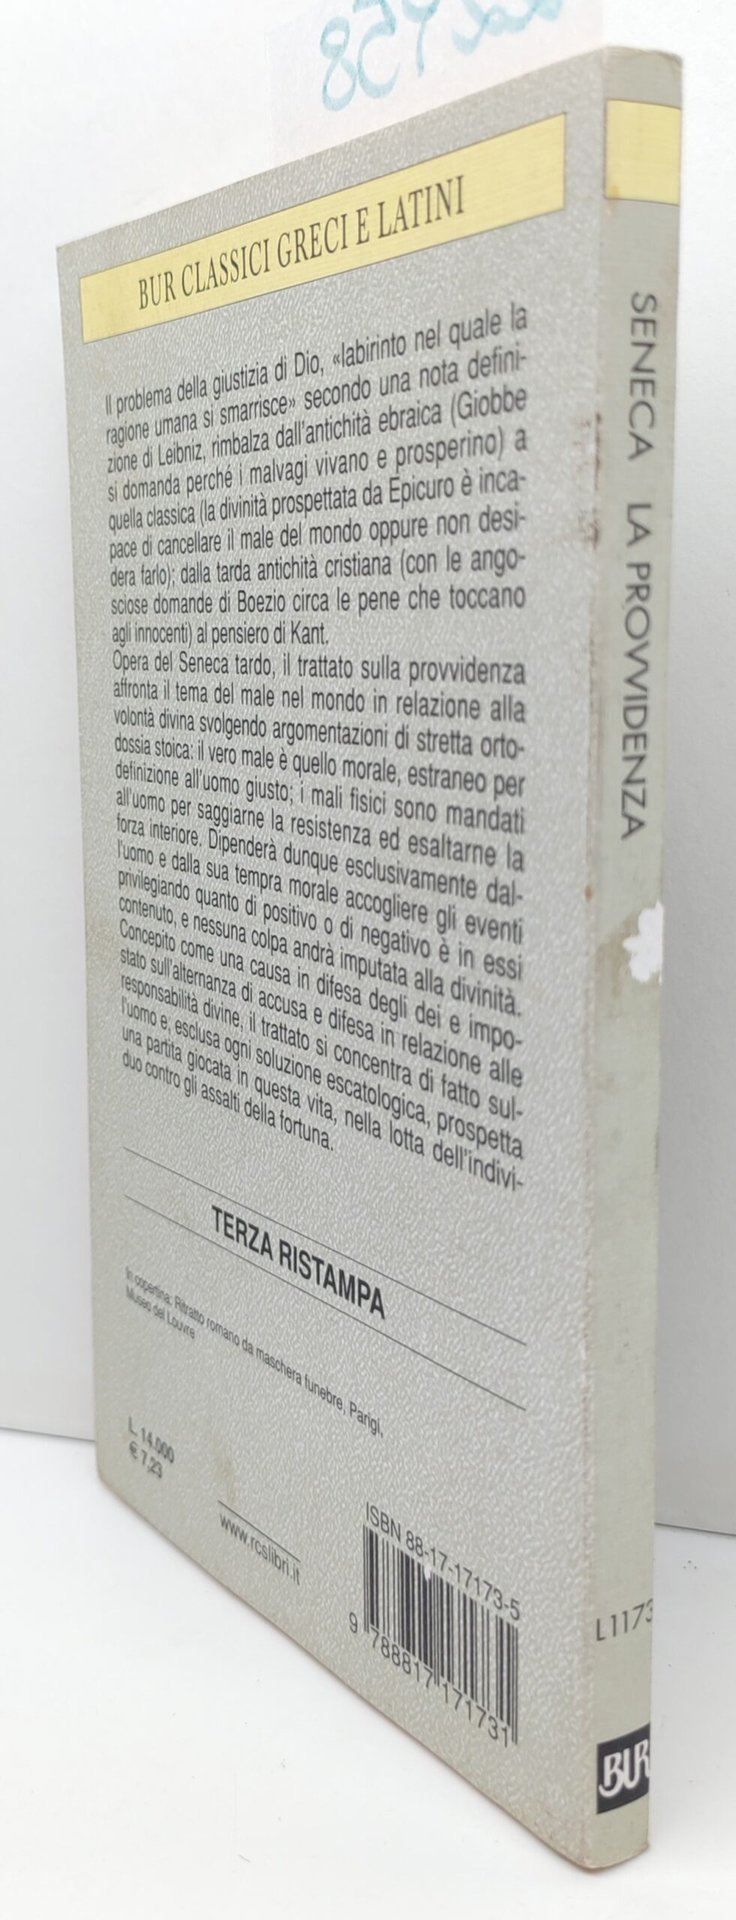 BUR CLASSICI GRECI E LATINI
Il problema della giustizia di Dio, «labirinto nel quale la
ragione umana si smarrisce» secondo una nota defini-
zione di Leibniz, rimbalza dall'antichità ebraica (Giobbe
si domanda perché i malvagi vivano e prosperino) a
quella classica (la divinità prospettata da Epicuro è inca-
pace di cancellare il male del mondo oppure non desi-
dera farlo); dalla tarda antichità cristiana (con le ango-
sciose domande di Boezio circa le pene che toccano
agli innocenti) al pensiero di Kant.
Opera del Seneca tardo, il trattato sulla provvidenza
affronta il tema del male nel mondo in relazione alla
volontà divina svolgendo argomentazioni di stretta orto-
dossia stoica: il vero male è quello morale, estraneo per
definizione all'uomo giusto; i mali fisici sono mandati
all'uomo per saggiarne la resistenza ed esaltarne la
forza interiore. Dipenderà dunque esclusivamente dal-
l'uomo e dalla sua tempra morale accogliere gli eventi
privilegiando quanto di positivo o di negativo è in essi
contenuto, e nessuna colpa andrà imputata alla divinità.
Concepito come una causa in difesa degli dei e impo-
stato sull'alternanza di accusa e difesa in relazione alle
responsabilità divine, il trattato si concentra di fatto sul-
l'uomo e, esclusa ogni soluzione escatologica, prospetta
una partita giocata in questa vita, nella lotta dell'indivi-
duo contro gli assalti della fortuna.
TERZA RISTAMPA
In copertina: Ritratto romano da maschera funebre, Parigi,
Museo del Louvre
L. 14.000
€ 7,23
www.rcslibri.it
ISBN 88-17-17173-5
9 788817 171731
SENECA LA PROVVIDENZA
L1173
BUR